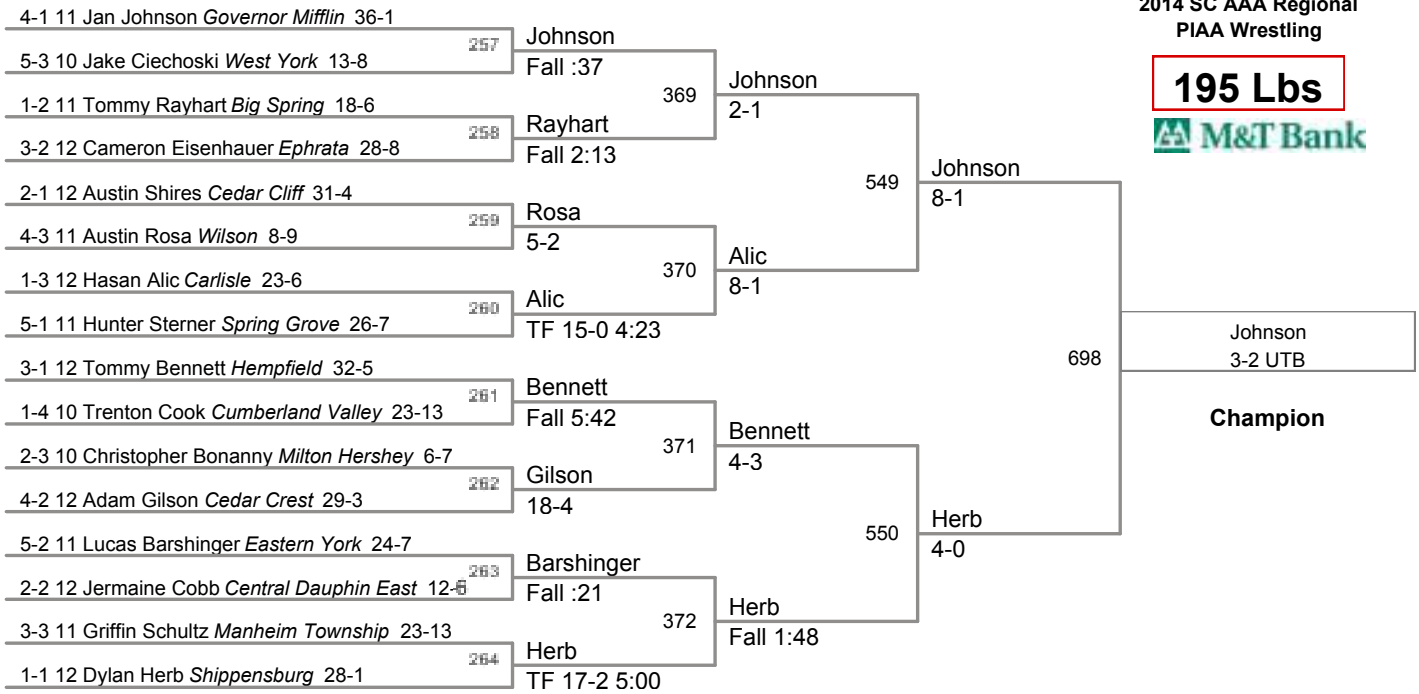 2014 SC AAA Regional
PIAA Wrestling
195 Lbs
M&T Bank
4-1 11 Jan Johnson Governor Mifflin 36-1
257
5-3 10 Jake Ciechoski West York 13-8
Johnson
Fall :37
1-2 11 Tommy Rayhart Big Spring 18-6
258
3-2 12 Cameron Eisenhauer Ephrata 28-8
Rayhart
Fall 2:13
369
Johnson
2-1
2-1 12 Austin Shires Cedar Cliff 31-4
259
4-3 11 Austin Rosa Wilson 8-9
Rosa
5-2
1-3 12 Hasan Alic Carlisle 23-6
260
5-1 11 Hunter Sterner Spring Grove 26-7
Alic
TF 15-0 4:23
370
Alic
8-1
549
Johnson
8-1
3-1 12 Tommy Bennett Hempfield 32-5
261
1-4 10 Trenton Cook Cumberland Valley 23-13
Bennett
Fall 5:42
2-3 10 Christopher Bonanny Milton Hershey 6-7
262
4-2 12 Adam Gilson Cedar Crest 29-3
Gilson
18-4
371
Bennett
4-3
5-2 11 Lucas Barshinger Eastern York 24-7
263
2-2 12 Jermaine Cobb Central Dauphin East 12-6
Barshinger
Fall :21
3-3 11 Griffin Schultz Manheim Township 23-13
264
1-1 12 Dylan Herb Shippensburg 28-1
Herb
TF 17-2 5:00
372
Herb
Fall 1:48
550
Herb
4-0
698
Johnson
3-2 UTB
Champion